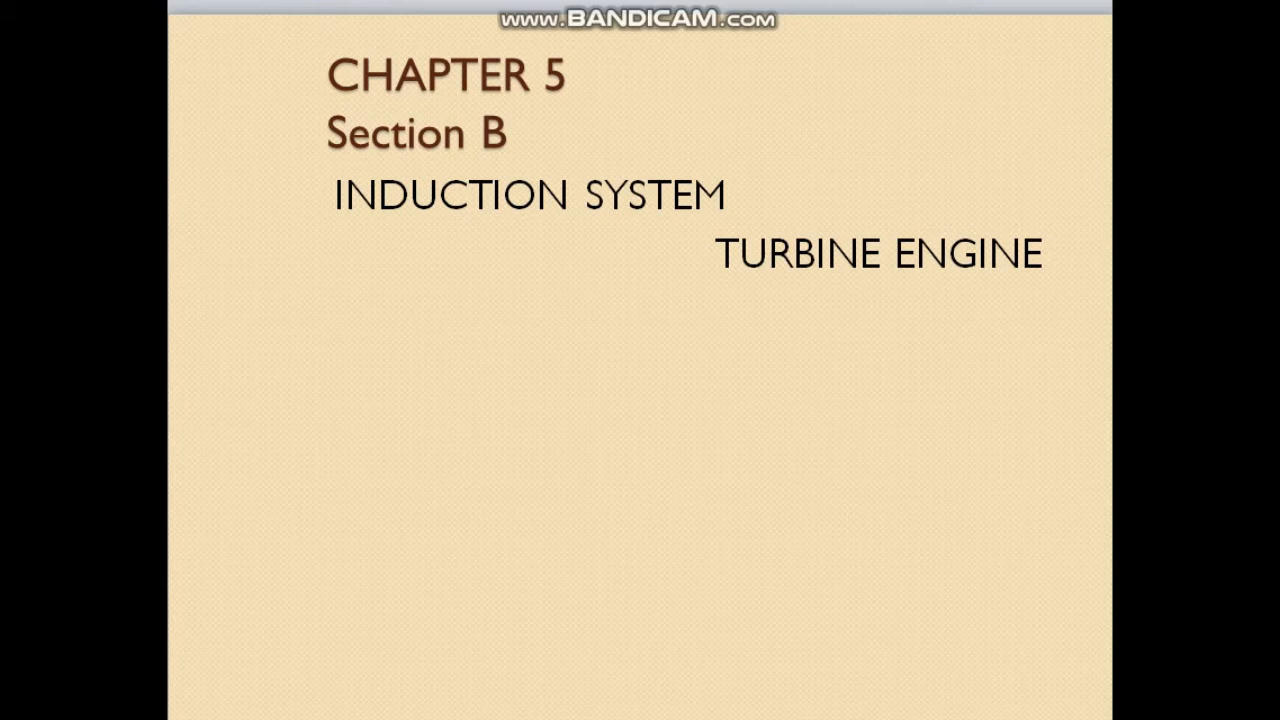 www.BANDICAM.com
CHAPTER 5
Section B
INDUCTION SYSTEM
TURBINE ENGINE